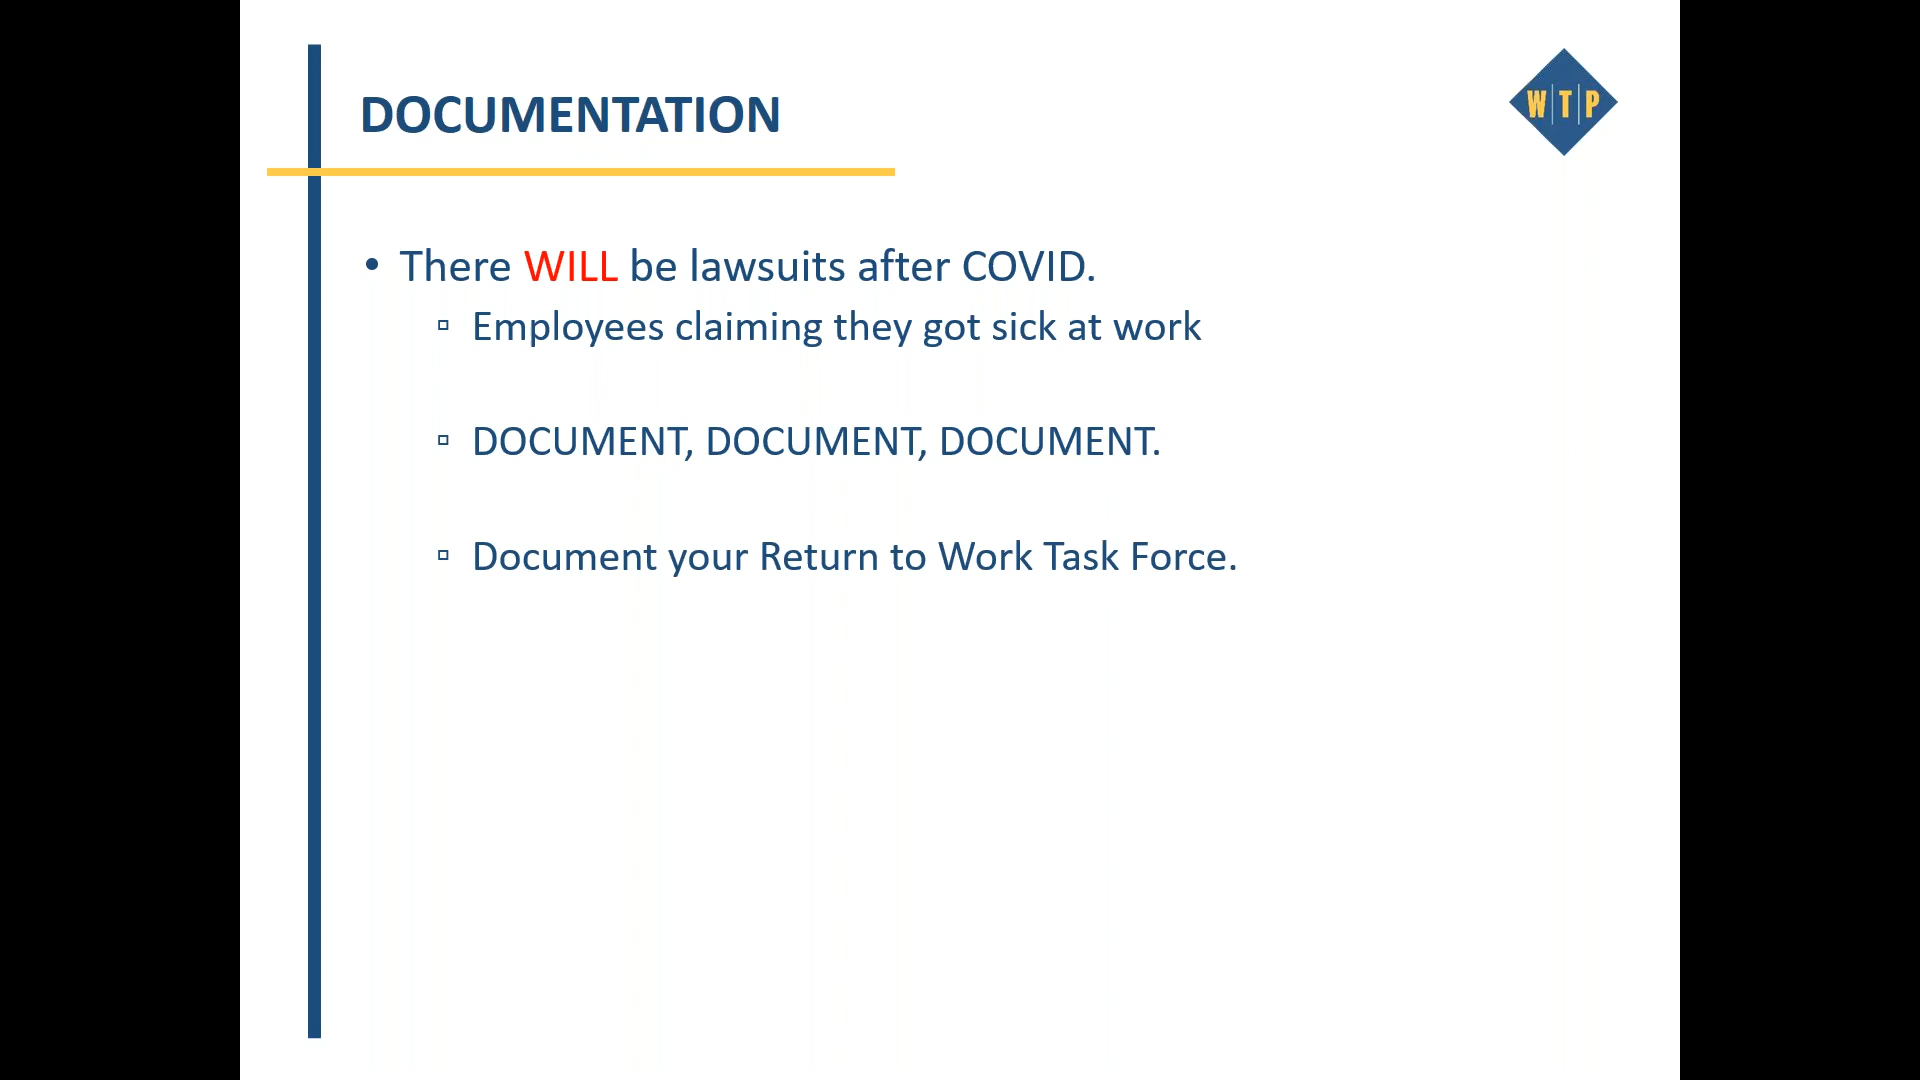 DOCUMENTATION
W|T|P
• There WILL be lawsuits after COVID.
▫ Employees claiming they got sick at work
▫ DOCUMENT, DOCUMENT, DOCUMENT.
▫ Document your Return to Work Task Force.